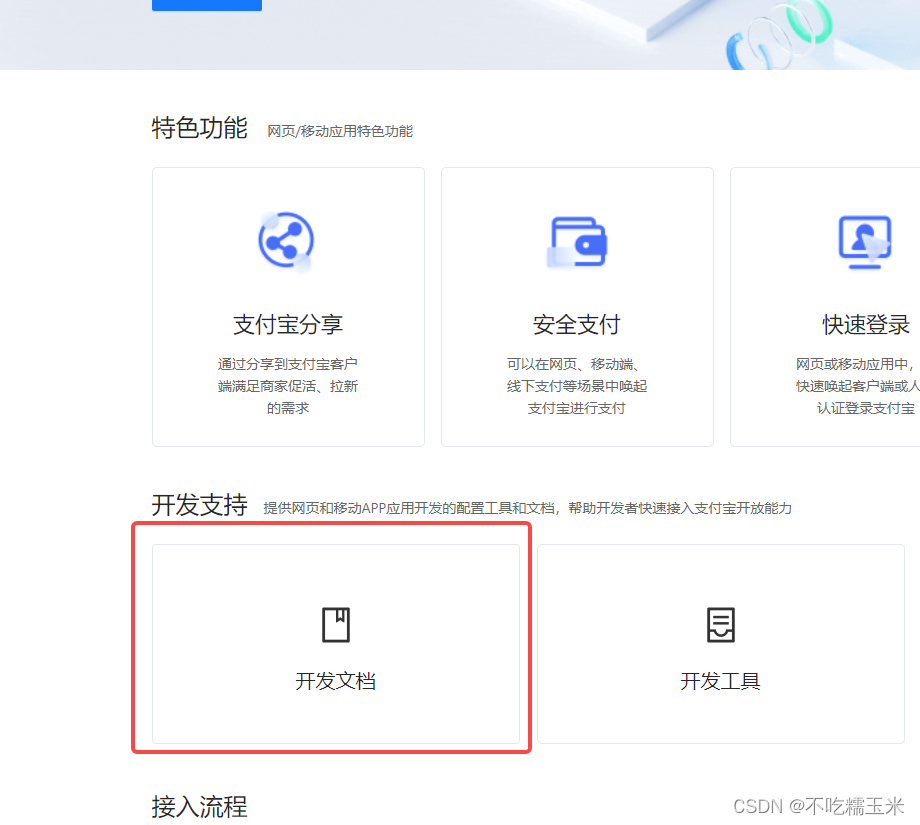 特色功能 网页/移动应用特色功能
支付宝分享
通过分享到支付宝客户
端满足商家促活、拉新
的需求
安全支付
可以在网页、移动端、
线下支付等场景中唤起
支付宝进行支付
快速登录
网页或移动应用中，
快速唤起客户端或人
认证登录支付宝
开发支持 提供网页和移动APP应用开发的配置工具和文档，帮助开发者快速接入支付宝开放能力
开发文档
开发工具
接入流程
CSDN @不吃糯玉米